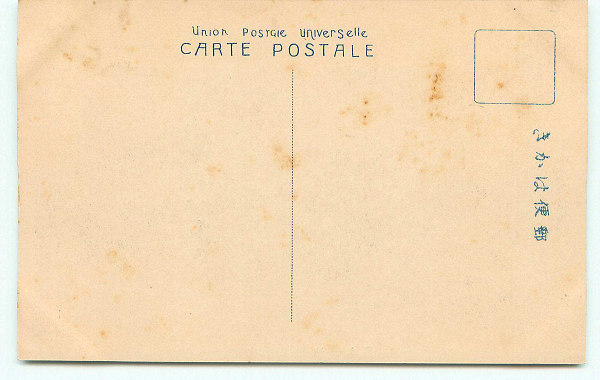 Union Postale Universelle
CARTE POSTALE
郵便はかき